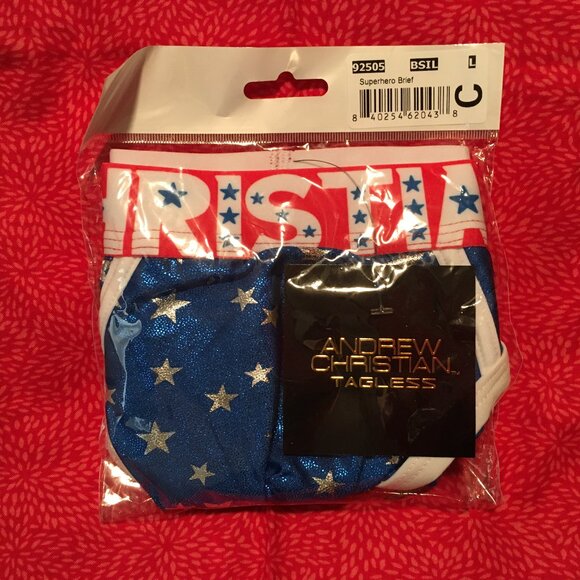 92505 BSIL L
Superhero Brief
C
8 40254 62043 8
RISTIA
ANDREW
CHRISTIAN
TAGLESS